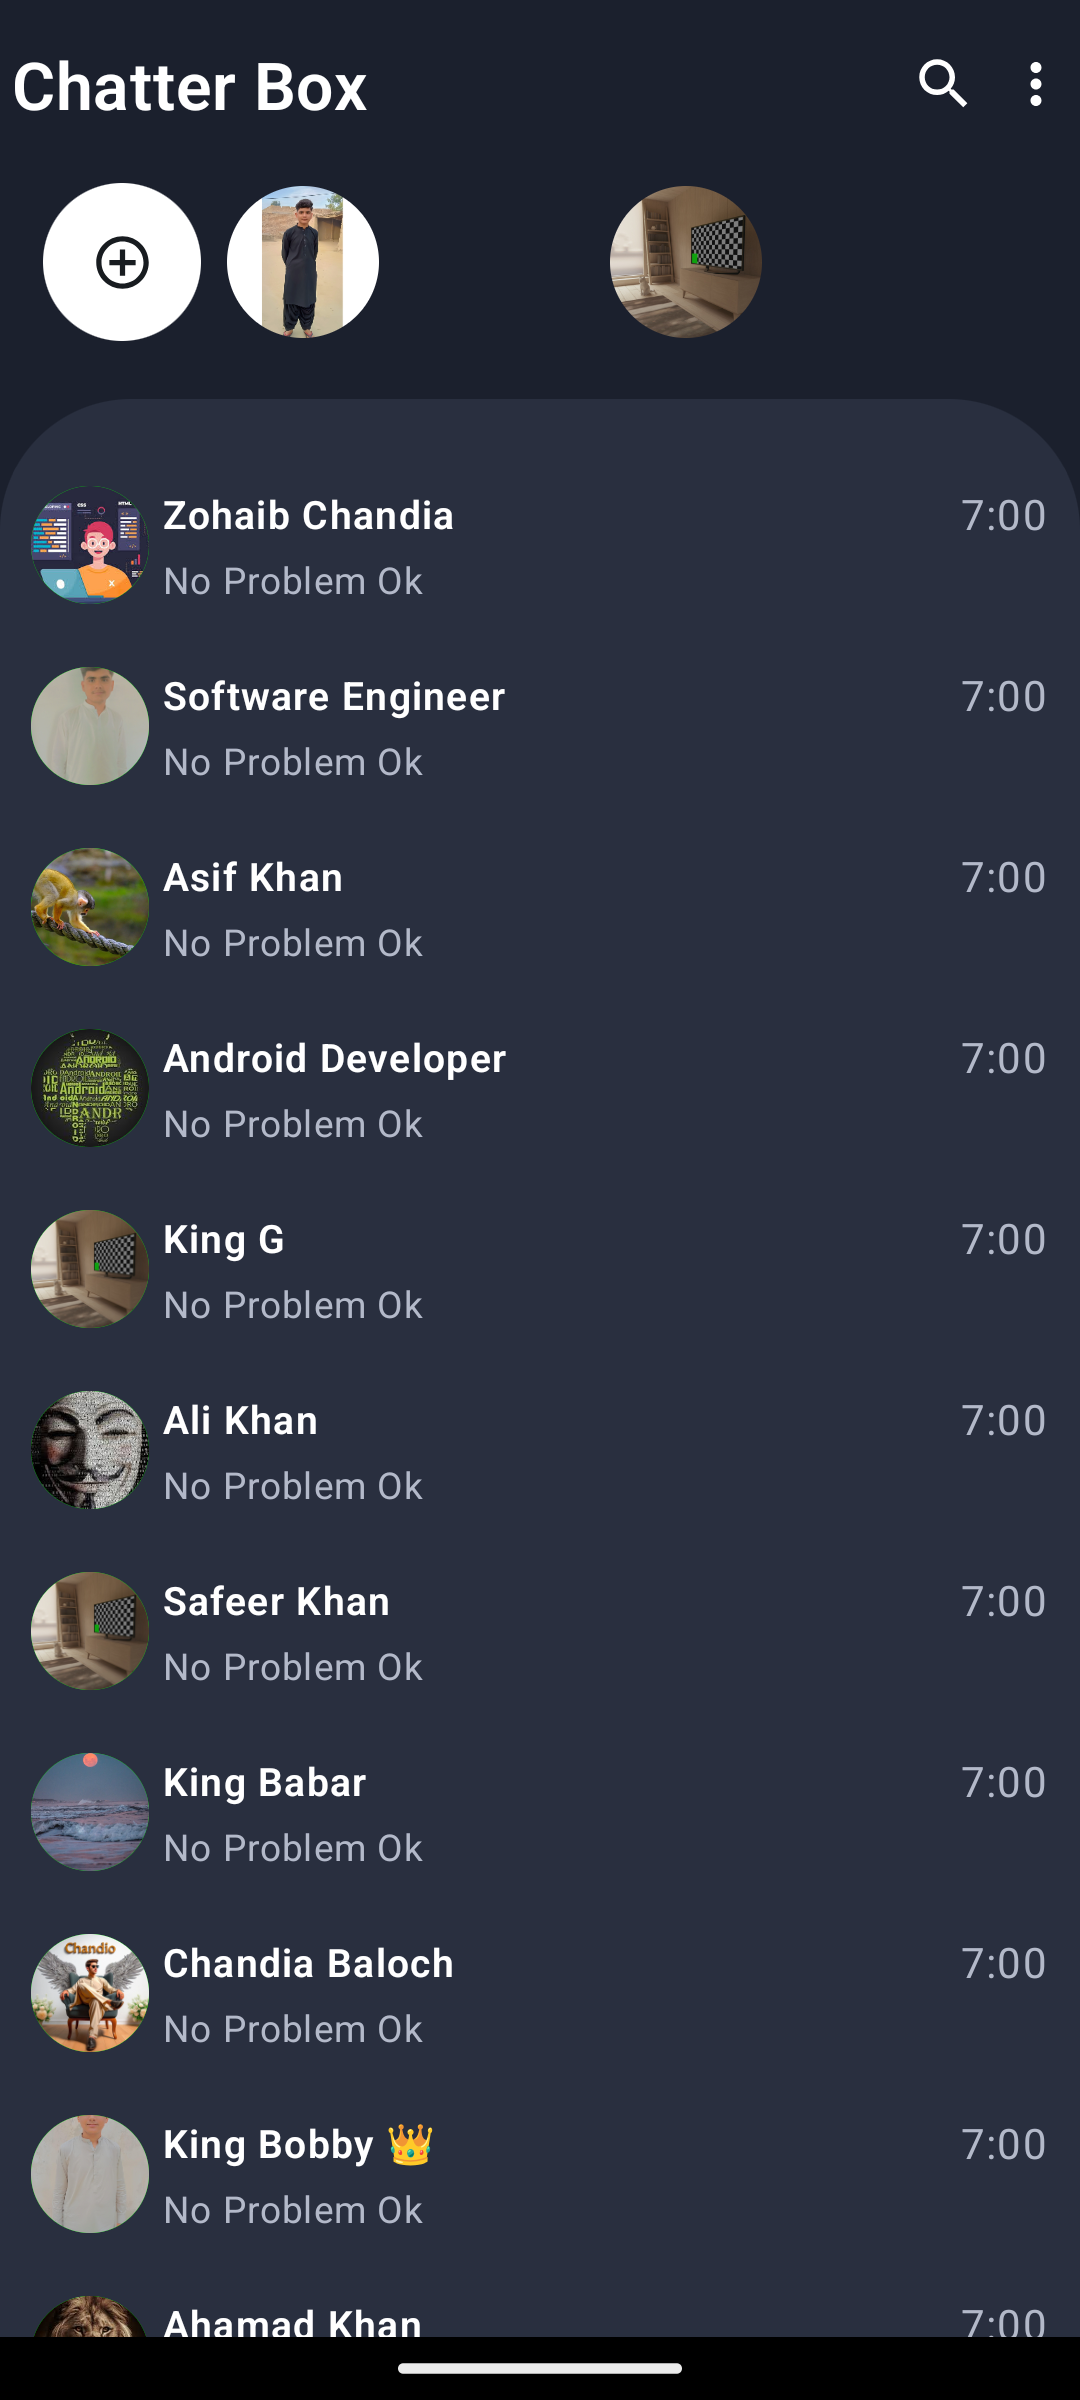 Chatter Box
Zohaib Chandia 7:00
No Problem Ok
Software Engineer 7:00
No Problem Ok
Asif Khan 7:00
No Problem Ok
Android Developer 7:00
No Problem Ok
King G 7:00
No Problem Ok
Ali Khan 7:00
No Problem Ok
Safeer Khan 7:00
No Problem Ok
King Babar 7:00
No Problem Ok
Chandio
Chandia Baloch 7:00
No Problem Ok
King Bobby 👑 7:00
No Problem Ok
Ahamad Khan 7:00